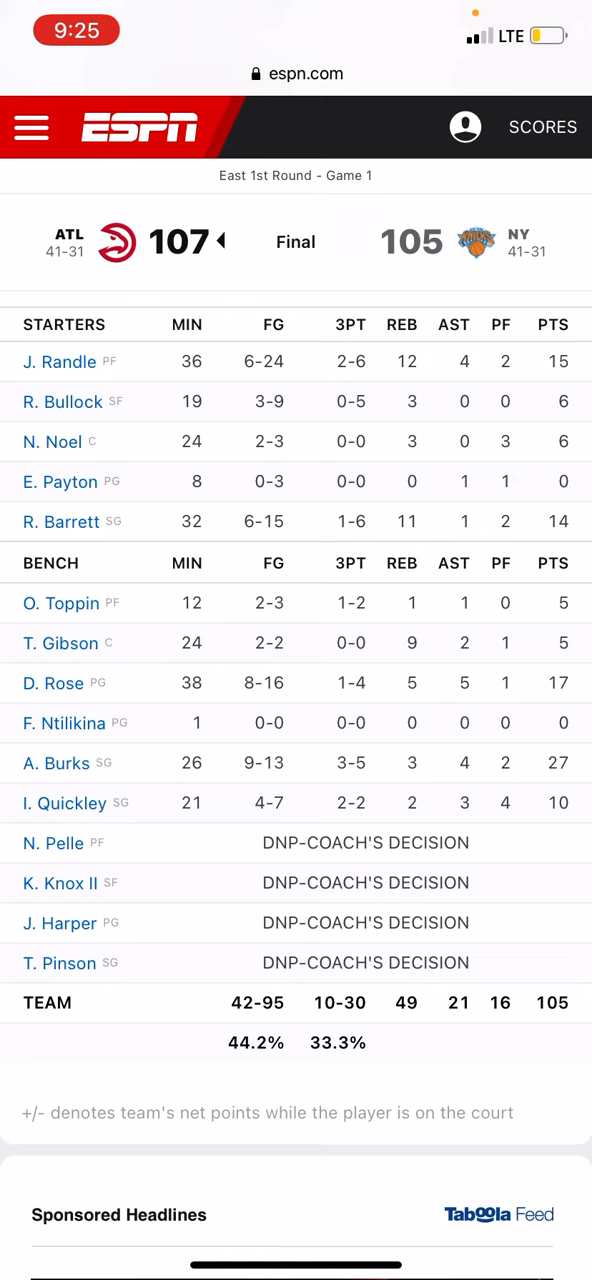 9:25
LTE
espn.com
ESPN
SCORES
East 1st Round - Game 1
ATL 41-31 107 Final 105 NY 41-31
STARTERS MIN FG 3PT REB AST PF PTS
J. Randle PF 36 6-24 2-6 12 4 2 15
R. Bullock SF 19 3-9 0-5 3 0 0 6
N. Noel C 24 2-3 0-0 3 0 3 6
E. Payton PG 8 0-3 0-0 0 1 1 0
R. Barrett SG 32 6-15 1-6 11 1 2 14
BENCH MIN FG 3PT REB AST PF PTS
O. Toppin PF 12 2-3 1-2 1 1 0 5
T. Gibson C 24 2-2 0-0 9 2 1 5
D. Rose PG 38 8-16 1-4 5 5 1 17
F. Ntilikina PG 1 0-0 0-0 0 0 0 0
A. Burks SG 26 9-13 3-5 3 4 2 27
I. Quickley SG 21 4-7 2-2 2 3 4 10
N. Pelle PF DNP-COACH'S DECISION
K. Knox II SF DNP-COACH'S DECISION
J. Harper PG DNP-COACH'S DECISION
T. Pinson SG DNP-COACH'S DECISION
TEAM 42-95 10-30 49 21 16 105
44.2% 33.3%
+/- denotes team's net points while the player is on the court
Sponsored Headlines
Taboola Feed